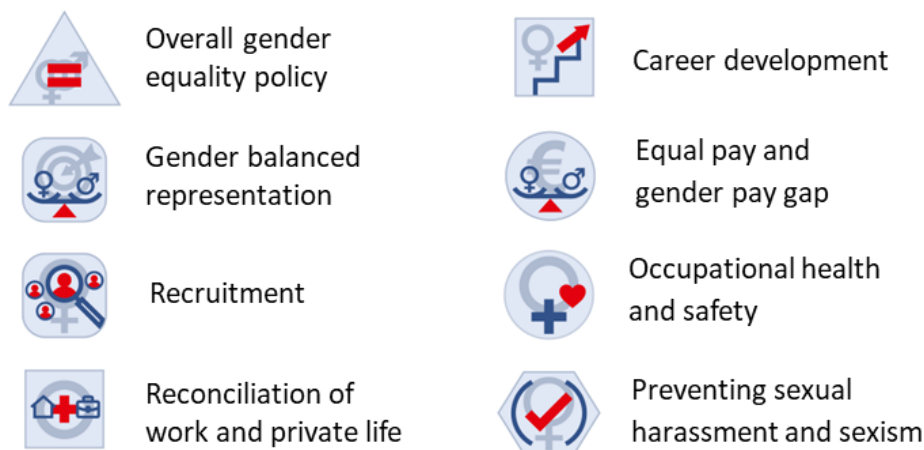 Overall gender
equality policy
Career development
Gender balanced
representation
Equal pay and
gender pay gap
Recruitment
Occupational health
and safety
Reconciliation of
work and private life
Preventing sexual
harassment and sexism